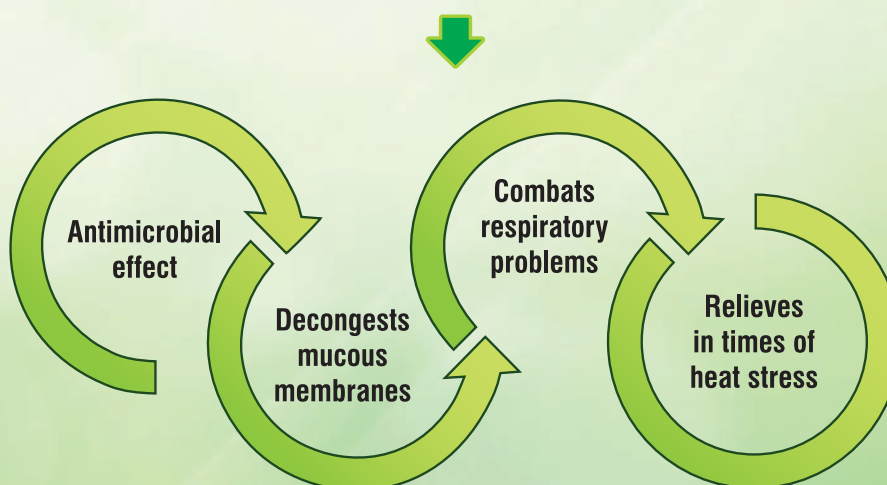 Antimicrobial
effect
Decongests
mucous
membranes
Combats
respiratory
problems
Relieves
in times of
heat stress